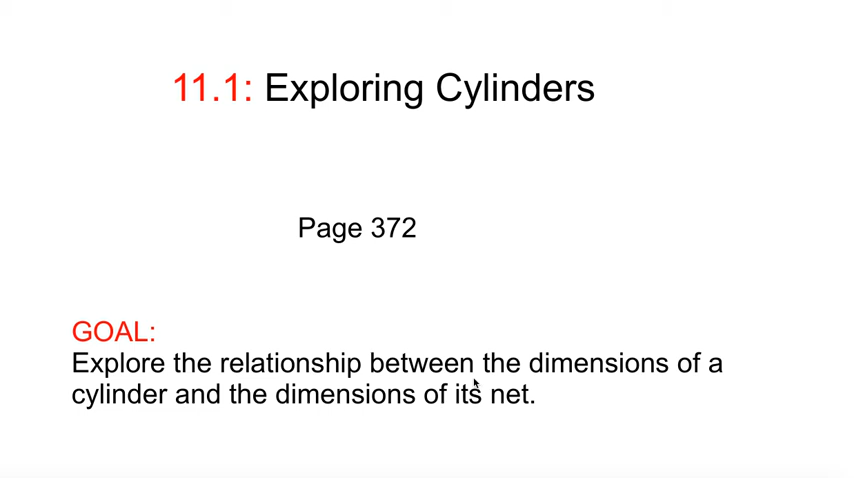 11.1: Exploring Cylinders
Page 372
GOAL:
Explore the relationship between the dimensions of a
cylinder and the dimensions of its net.